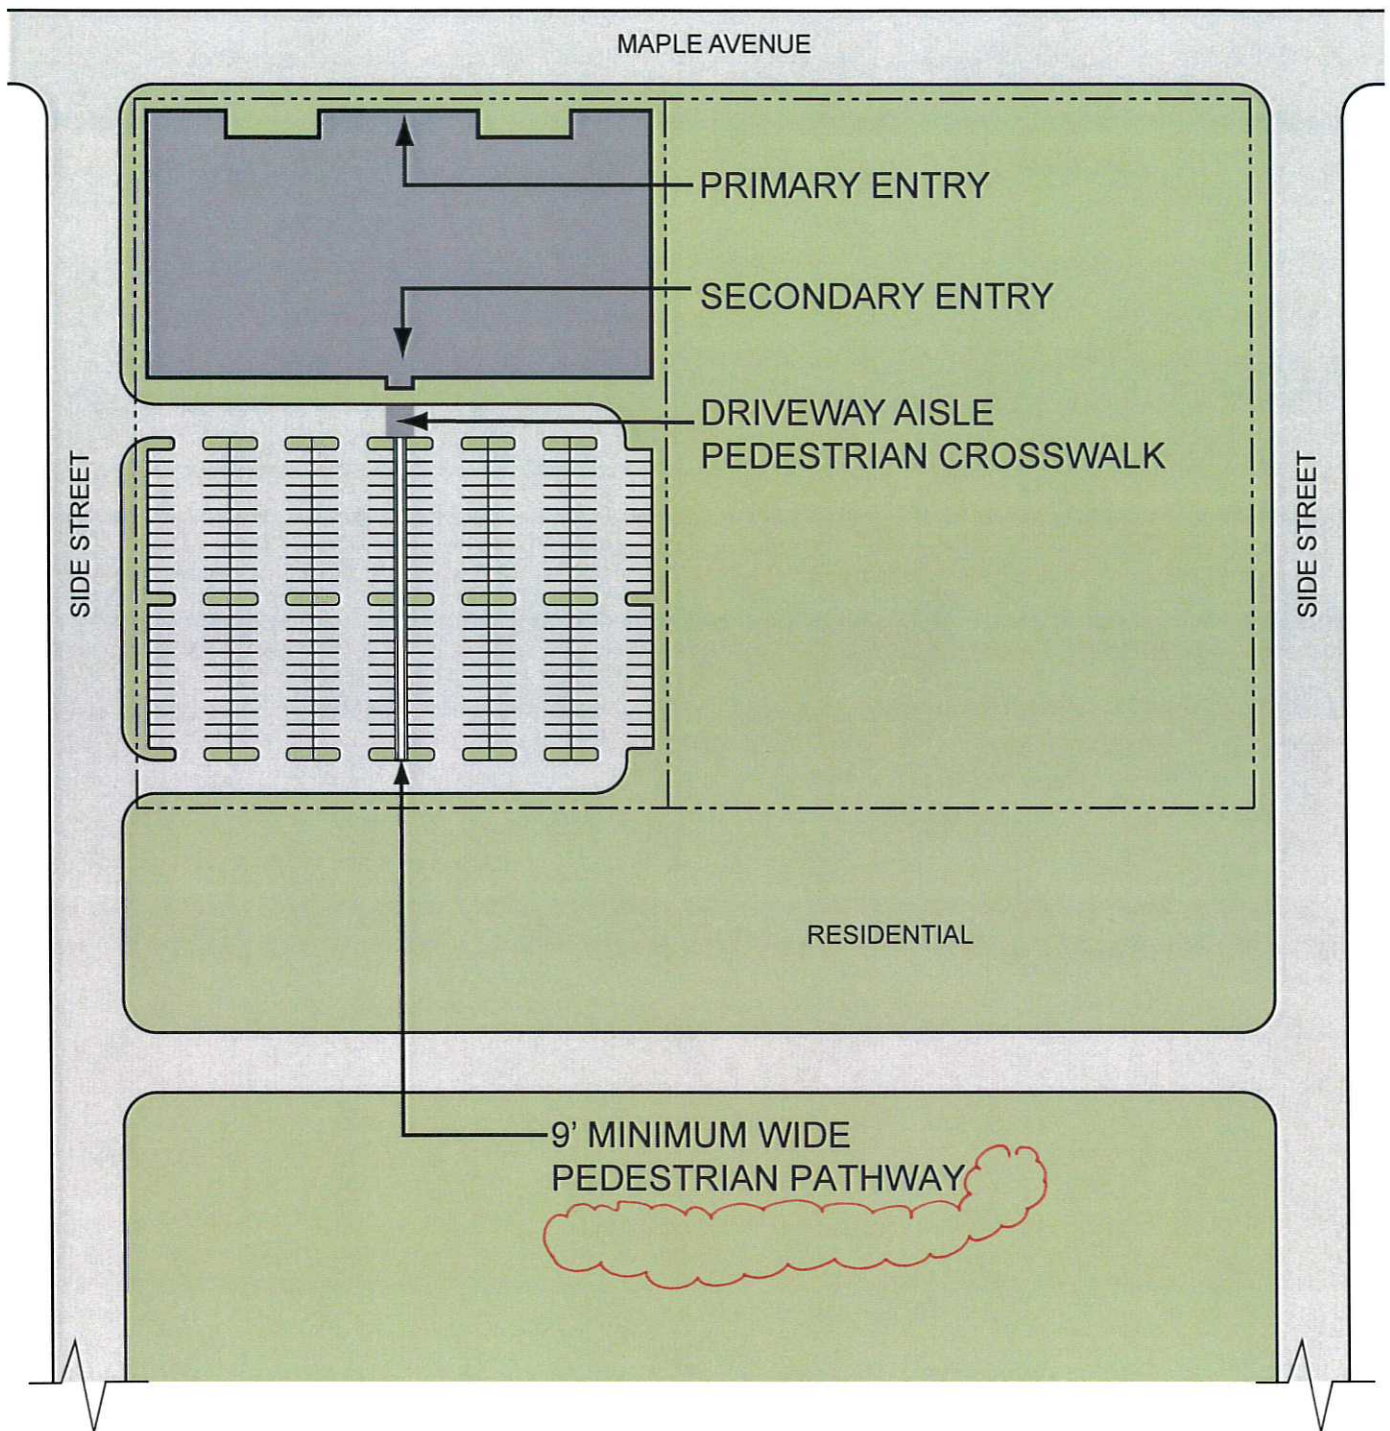 MAPLE AVENUE
PRIMARY ENTRY
SECONDARY ENTRY
DRIVEWAY AISLE
PEDESTRIAN CROSSWALK
SIDE STREET
SIDE STREET
RESIDENTIAL
9’ MINIMUM WIDE
PEDESTRIAN PATHWAY